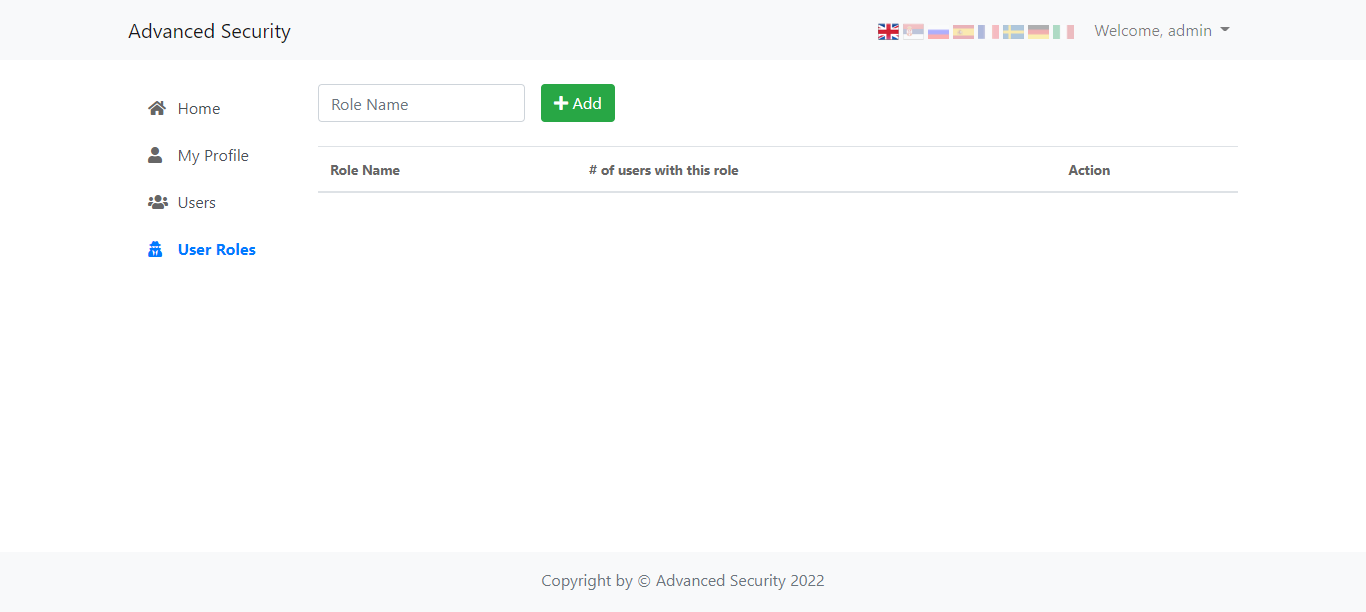 Advanced Security
Welcome, admin
Home
My Profile
Users
User Roles
Role Name
Add
Role Name # of users with this role Action
Copyright by © Advanced Security 2022